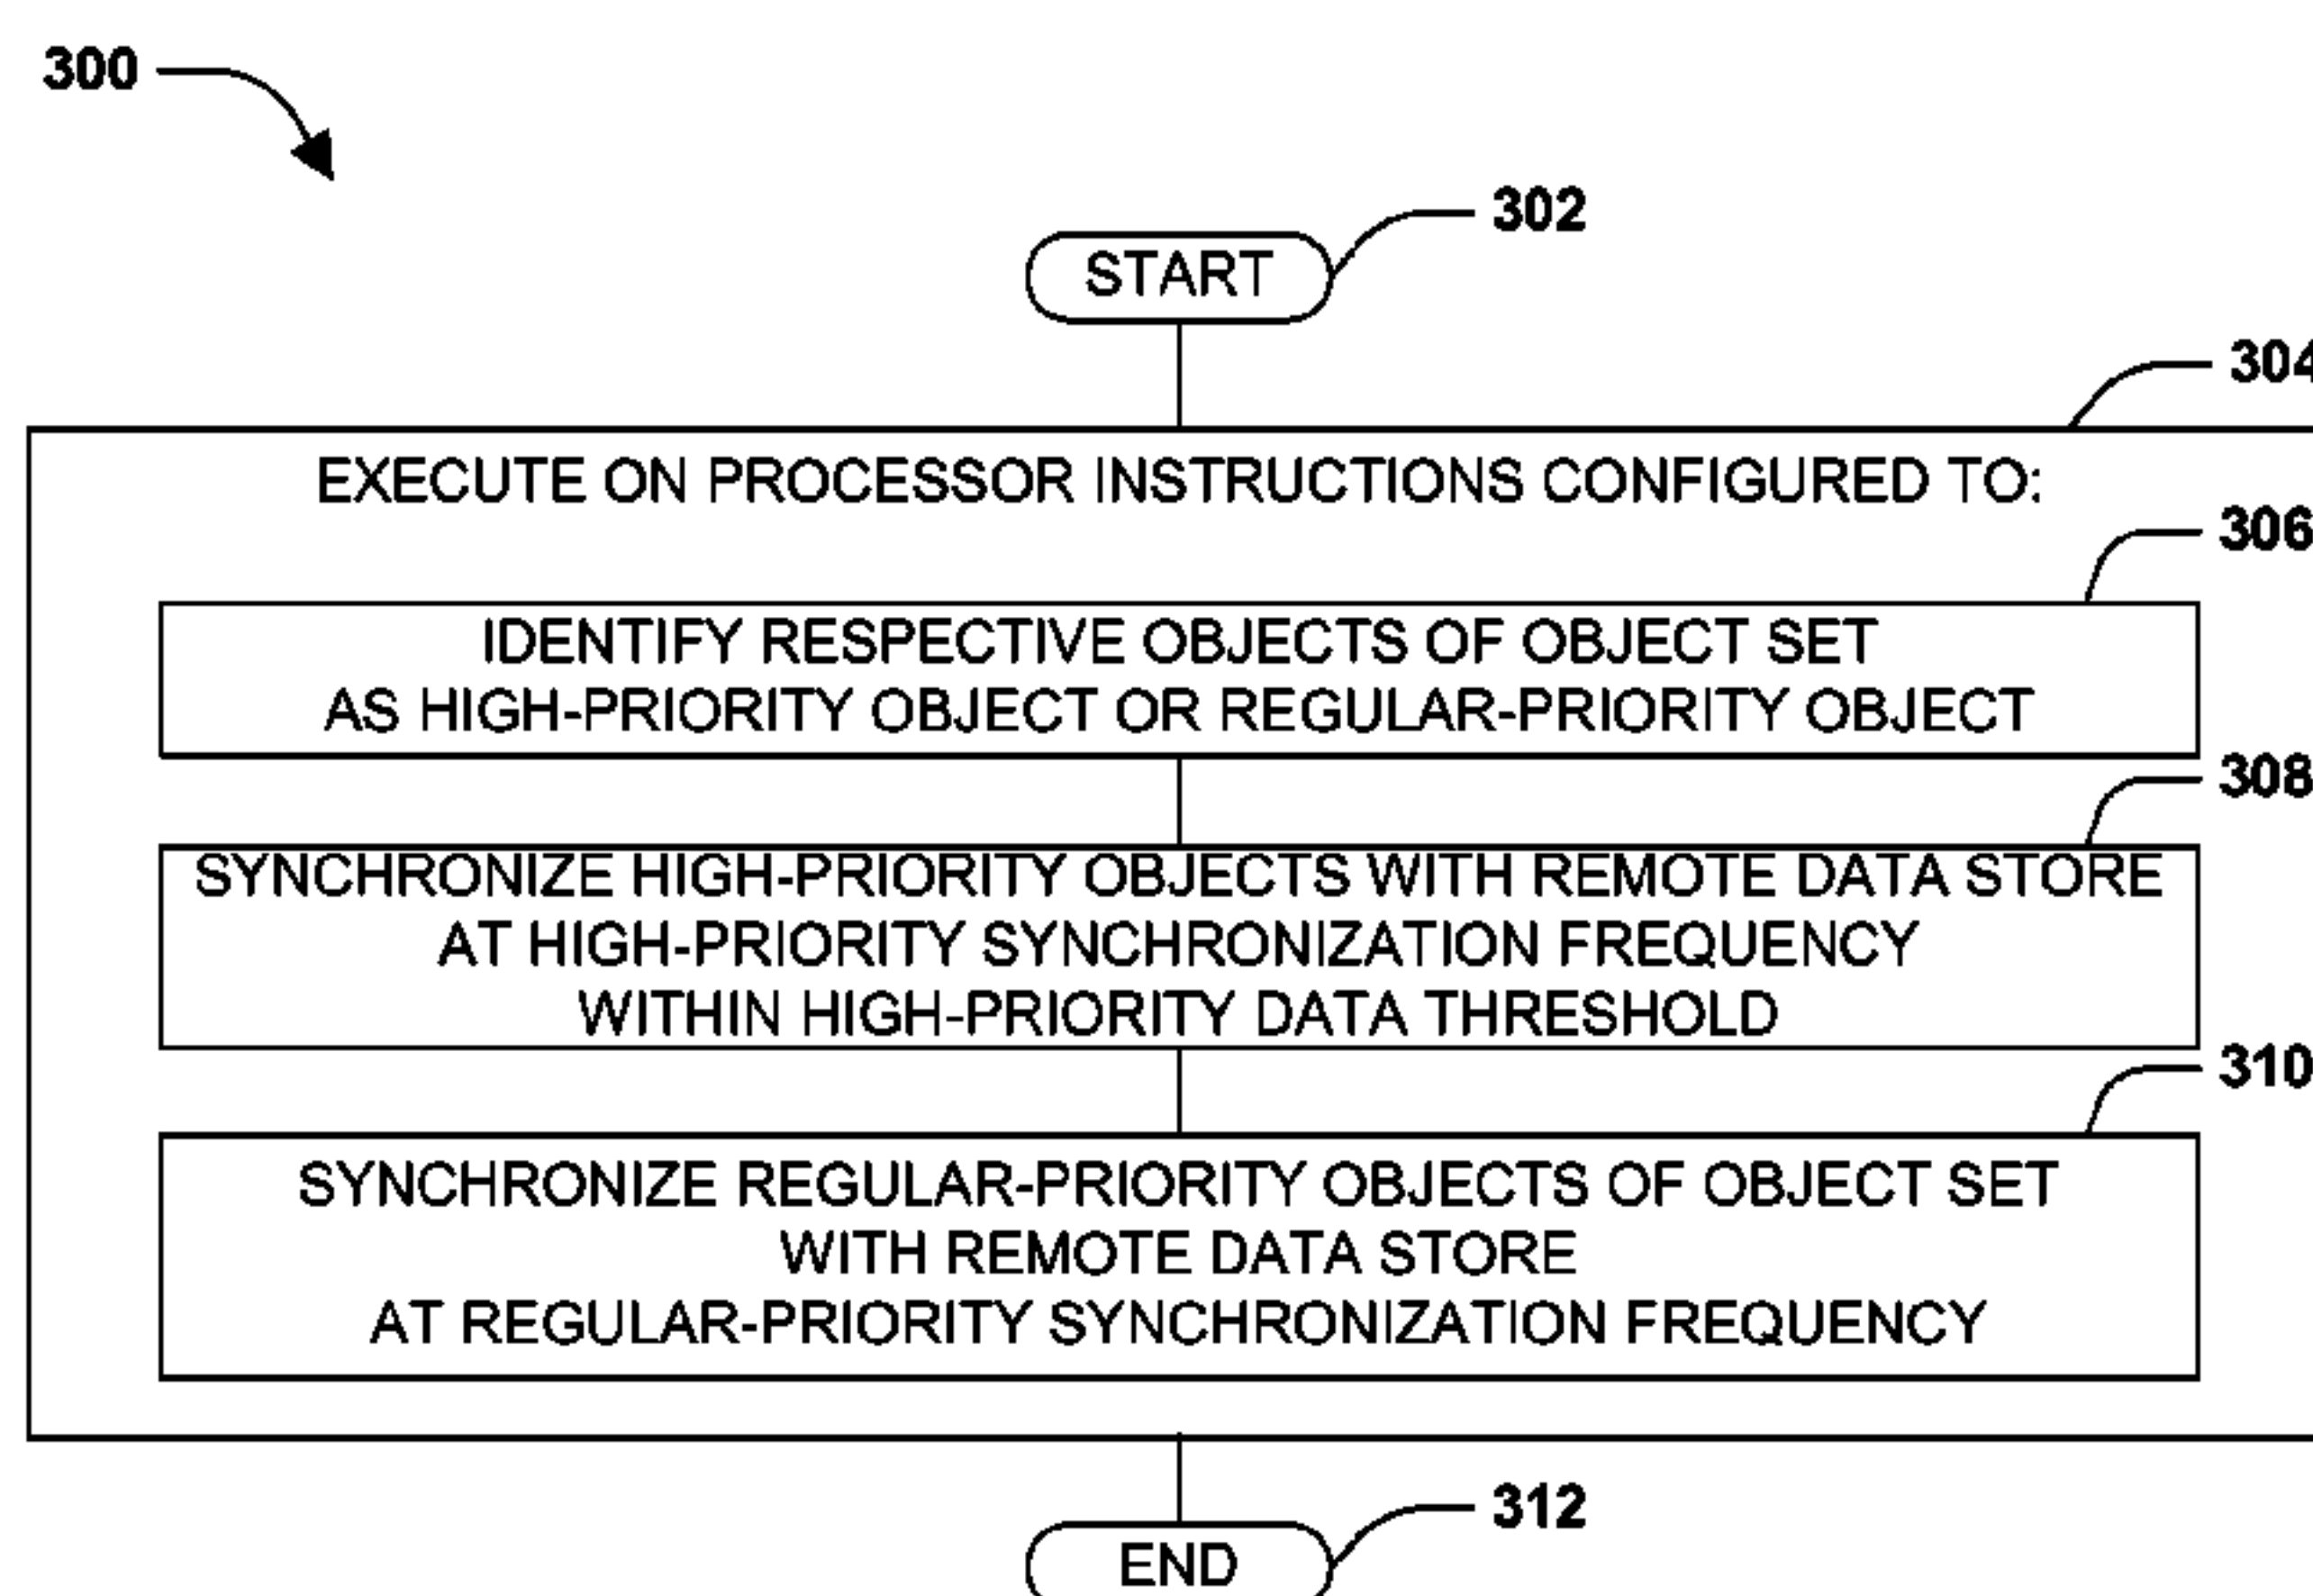 300
302
START
304
EXECUTE ON PROCESSOR INSTRUCTIONS CONFIGURED TO:
306
IDENTIFY RESPECTIVE OBJECTS OF OBJECT SET
AS HIGH-PRIORITY OBJECT OR REGULAR-PRIORITY OBJECT
308
SYNCHRONIZE HIGH-PRIORITY OBJECTS WITH REMOTE DATA STORE
AT HIGH-PRIORITY SYNCHRONIZATION FREQUENCY
WITHIN HIGH-PRIORITY DATA THRESHOLD
310
SYNCHRONIZE REGULAR-PRIORITY OBJECTS OF OBJECT SET
WITH REMOTE DATA STORE
AT REGULAR-PRIORITY SYNCHRONIZATION FREQUENCY
312
END